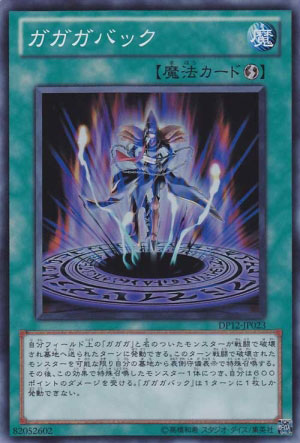 ガガガバック
魔
【魔法カード】
DP12-JP023
自分フィールド上の「ガガガ」と名のついたモンスターが戦闘で破壊
され墓地へ送られたターンに発動できる。このターン戦闘で破壊され
たモンスターを可能な限り自分の墓地から表側守備表示で特殊召喚する。
その後、この効果で特殊召喚したモンスター1体につき、自分は600
ポイントのダメージを受ける。「ガガガバック」は1ターンに1枚しか
発動できない。
82052602
©高橋和希 スタジオ・ダイス/集英社